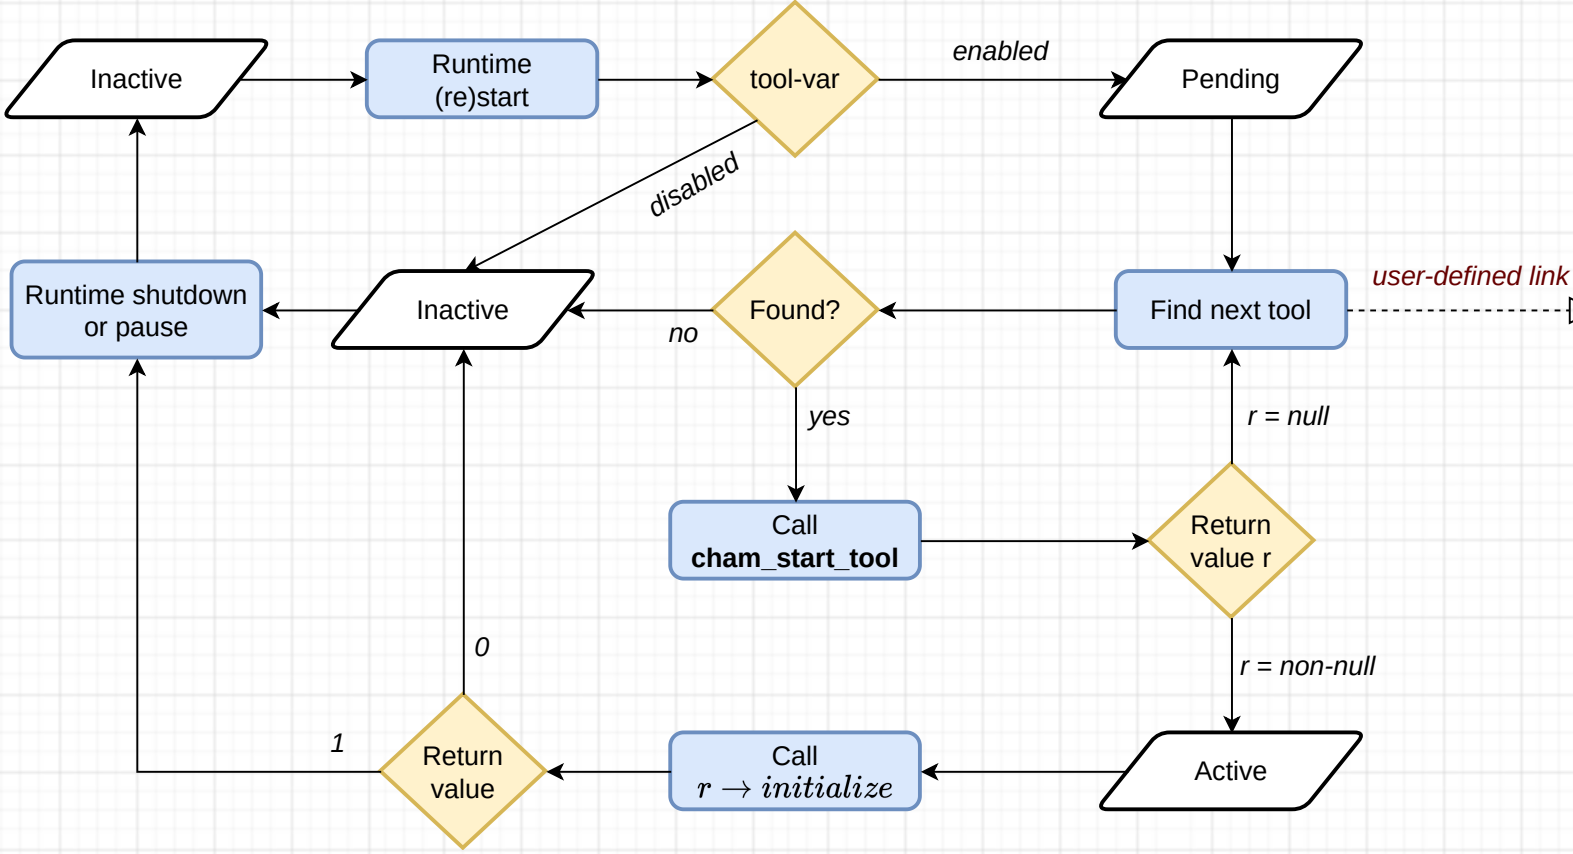 Inactive
Runtime
(re)start
tool-var
enabled
Pending
disabled
Runtime shutdown
or pause
Inactive
no
Found?
Find next tool
user-defined link
yes
r = null
Call
cham_start_tool
Return
value r
0
r = non-null
1
Return
value
Call
r → initialize
Active